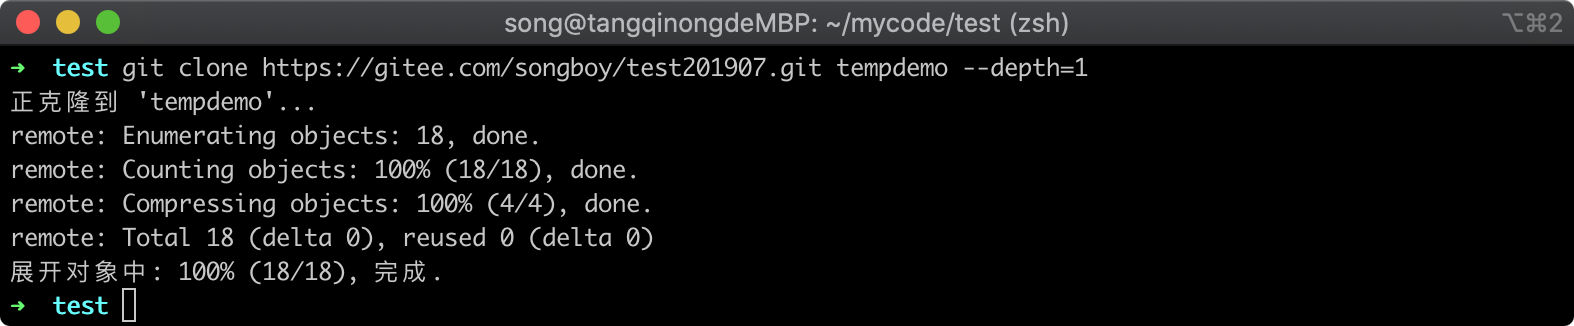 song@tangqinongdeMBP: ~/mycode/test (zsh)
⌥⌘2
➜ test git clone https://gitee.com/songboy/test201907.git tempdemo --depth=1
正克隆到 'tempdemo'...
remote: Enumerating objects: 18, done.
remote: Counting objects: 100% (18/18), done.
remote: Compressing objects: 100% (4/4), done.
remote: Total 18 (delta 0), reused 0 (delta 0)
展开对象中: 100% (18/18), 完成.
➜ test